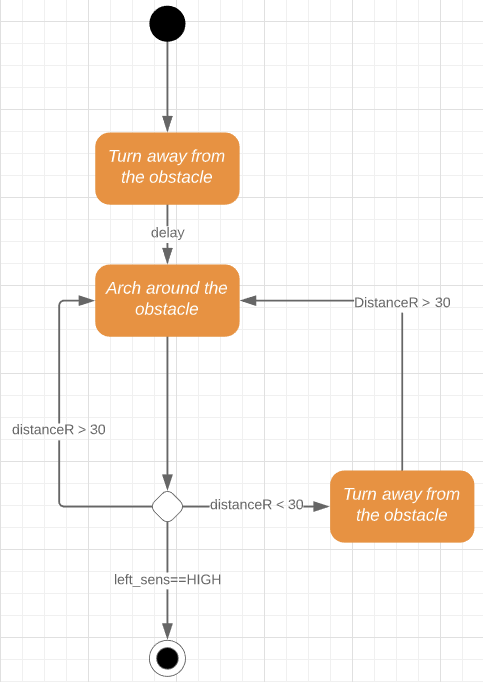 Turn away from
the obstacle
delay
Arch around the
obstacle
DistanceR > 30
distanceR > 30
Turn away from
the obstacle
distanceR < 30
left_sens==HIGH